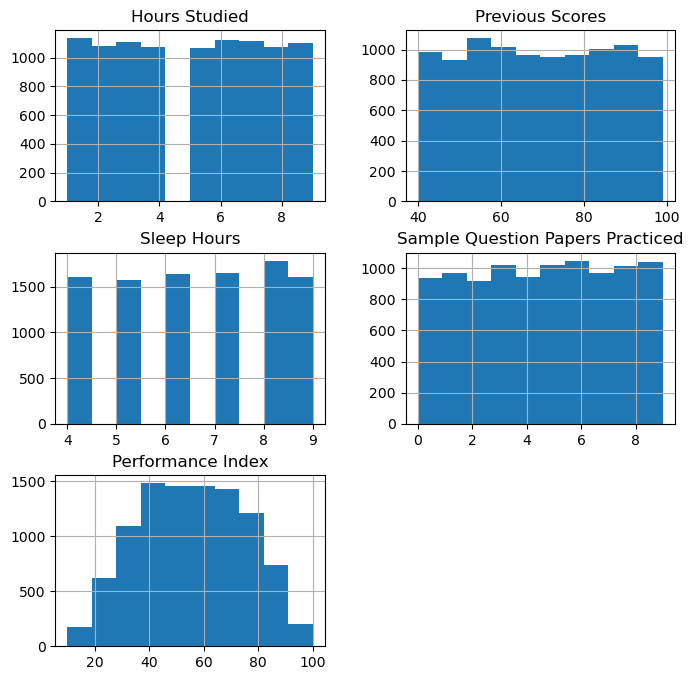 Hours Studied
1000
800
600
400
200
0
2 4 6 8
Previous Scores
1000
800
600
400
200
0
40 60 80 100
Sleep Hours
1500
1000
500
0
4 5 6 7 8 9
Sample Question Papers Practiced
1000
800
600
400
200
0
0 2 4 6 8
Performance Index
1500
1000
500
0
20 40 60 80 100